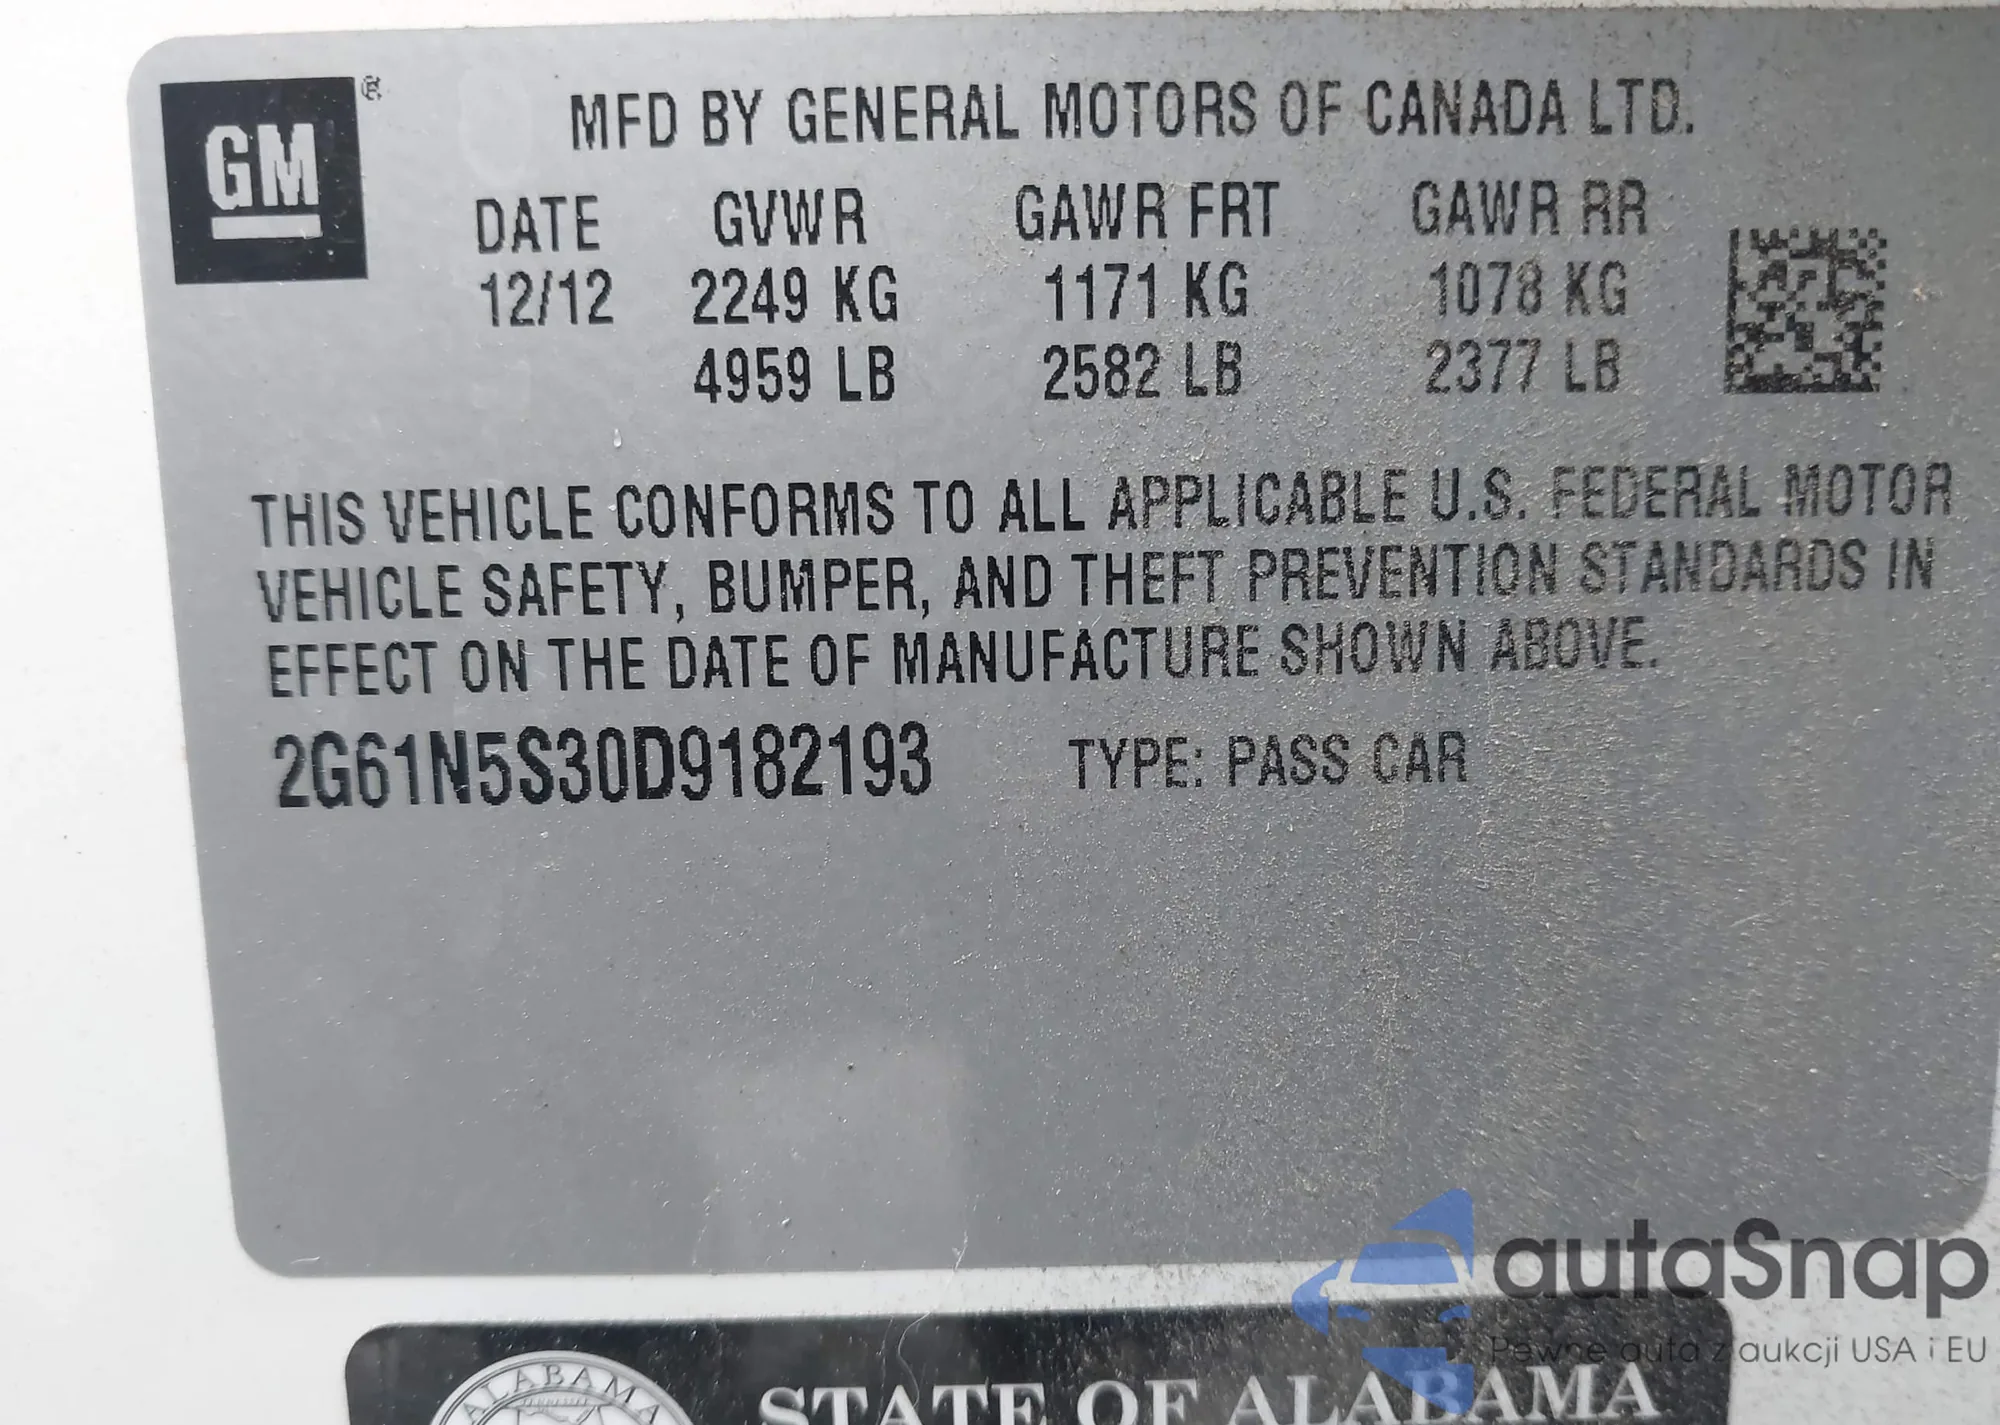 GM ®
MFD BY GENERAL MOTORS OF CANADA LTD.
DATE GVWR GAWR FRT GAWR RR
12/12 2249 KG 1171 KG 1078 KG
4959 LB 2582 LB 2377 LB
THIS VEHICLE CONFORMS TO ALL APPLICABLE U.S. FEDERAL MOTOR
VEHICLE SAFETY, BUMPER, AND THEFT PREVENTION STANDARDS IN
EFFECT ON THE DATE OF MANUFACTURE SHOWN ABOVE.
2G61N5S30D9182193 TYPE: PASS CAR
autaSnap
Pewne auta z aukcji USA i EU
ALABAMA
STATE OF ALABAMA